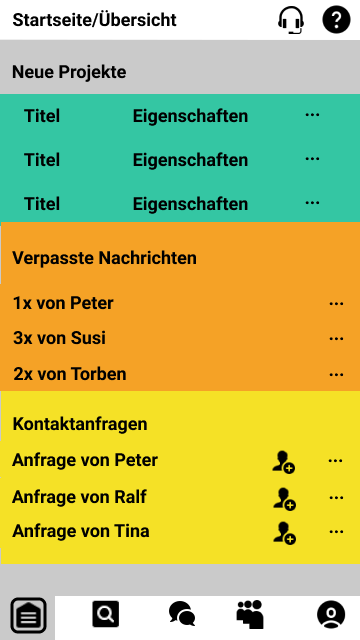 Startseite/Übersicht
?
Neue Projekte
Titel Eigenschaften ...
Titel Eigenschaften ...
Titel Eigenschaften ...
Verpasste Nachrichten
1x von Peter ...
3x von Susi ...
2x von Torben ...
Kontaktanfragen
Anfrage von Peter ...
Anfrage von Ralf ...
Anfrage von Tina ...